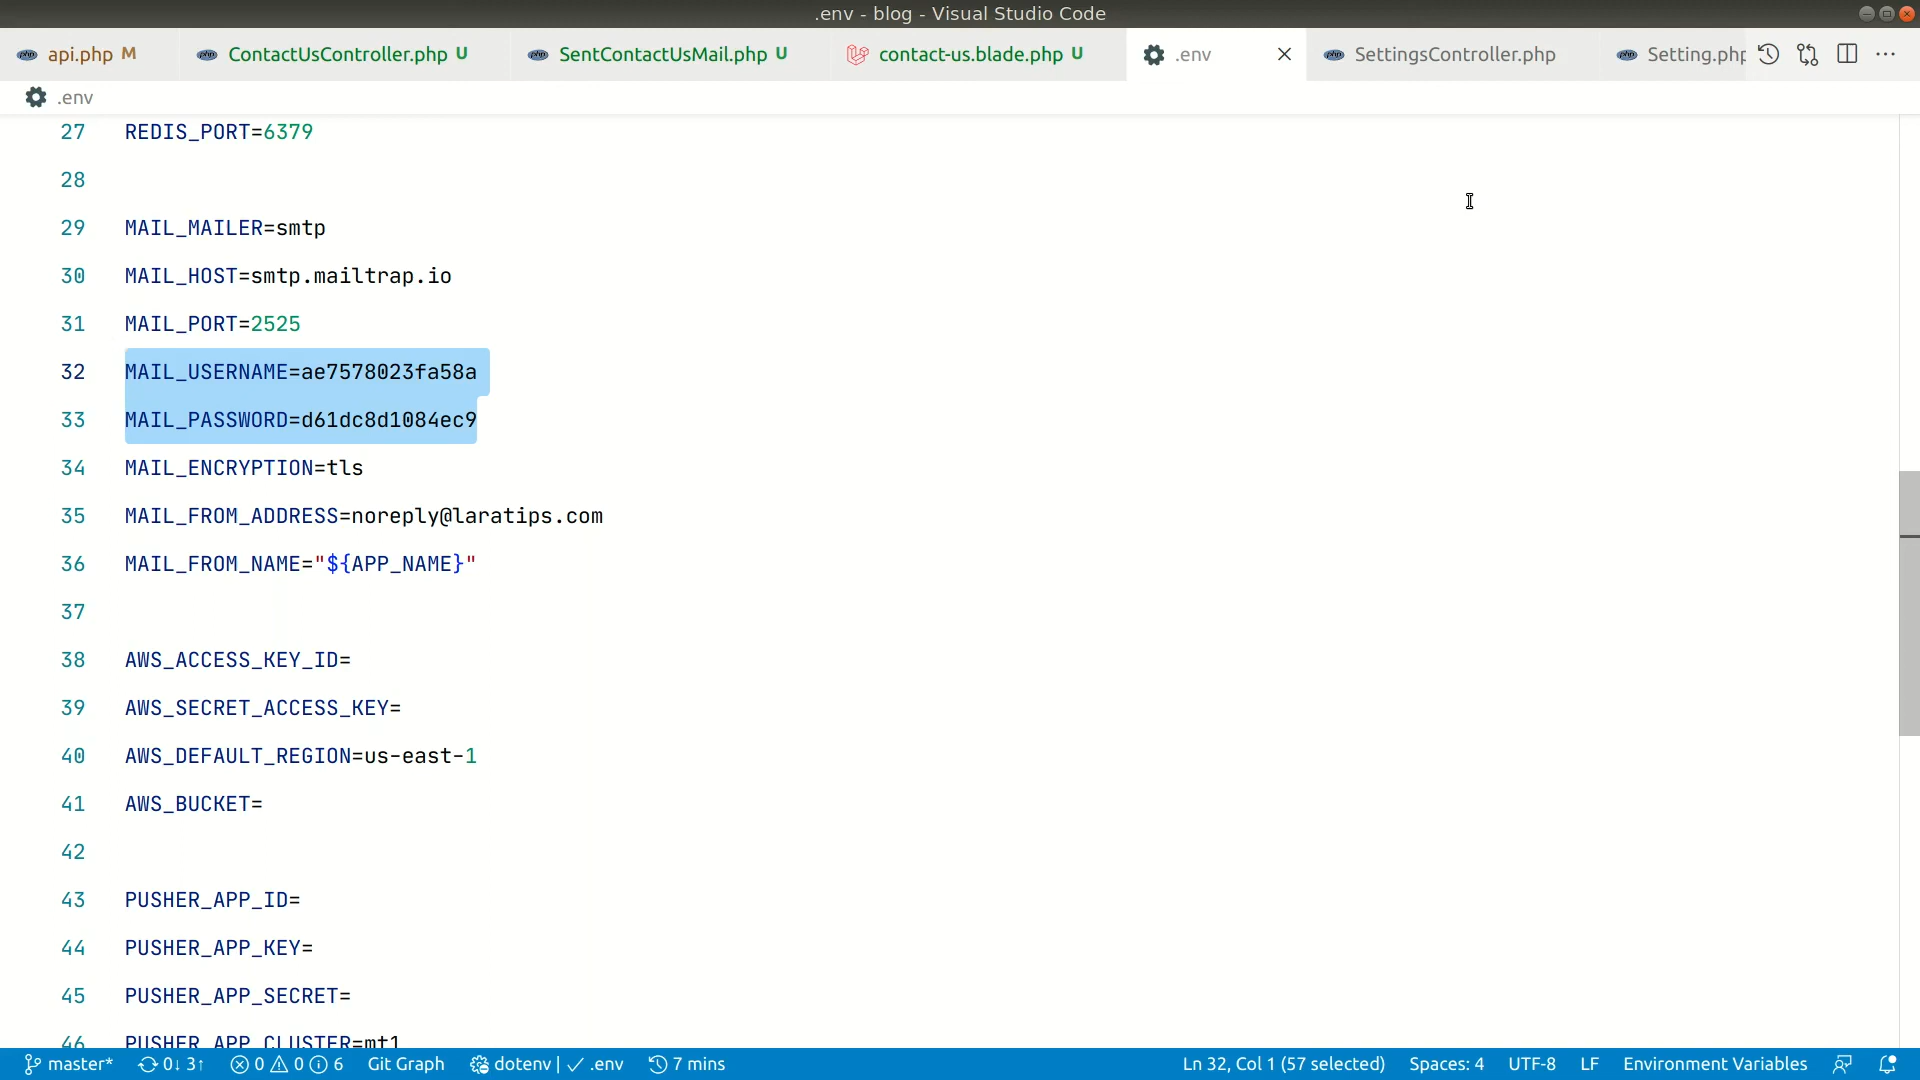 .env - blog - Visual Studio Code
api.php M ContactUsController.php U SentContactUsMail.php U contact-us.blade.php U .env SettingsController.php Setting.php
.env
27 REDIS_PORT=6379
28
29 MAIL_MAILER=smtp
30 MAIL_HOST=smtp.mailtrap.io
31 MAIL_PORT=2525
32 MAIL_USERNAME=ae7578023fa58a
33 MAIL_PASSWORD=d61dc8d1084ec9
34 MAIL_ENCRYPTION=tls
35 MAIL_FROM_ADDRESS=noreply@laratips.com
36 MAIL_FROM_NAME="${APP_NAME}"
37
38 AWS_ACCESS_KEY_ID=
39 AWS_SECRET_ACCESS_KEY=
40 AWS_DEFAULT_REGION=us-east-1
41 AWS_BUCKET=
42
43 PUSHER_APP_ID=
44 PUSHER_APP_KEY=
45 PUSHER_APP_SECRET=
46 PUSHER_APP_CLUSTER=mt1
master* 0↓ 3↑ 0 0 6 Git Graph dotenv | ✓ .env 7 mins Ln 32, Col 1 (57 selected) Spaces: 4 UTF-8 LF Environment Variables